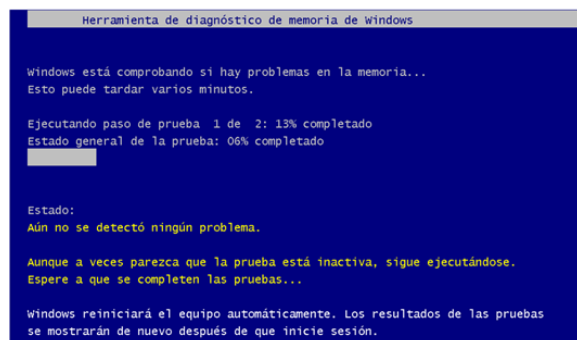 Herramienta de diagnóstico de memoria de Windows
Windows está comprobando si hay problemas en la memoria...
Esto puede tardar varios minutos.
Ejecutando paso de prueba 1 de 2: 13% completado
Estado general de la prueba: 06% completado
Estado:
Aún no se detectó ningún problema.
Aunque a veces parezca que la prueba está inactiva, sigue ejecutándose.
Espere a que se completen las pruebas...
Windows reiniciará el equipo automáticamente. Los resultados de las pruebas
se mostrarán de nuevo después de que inicie sesión.